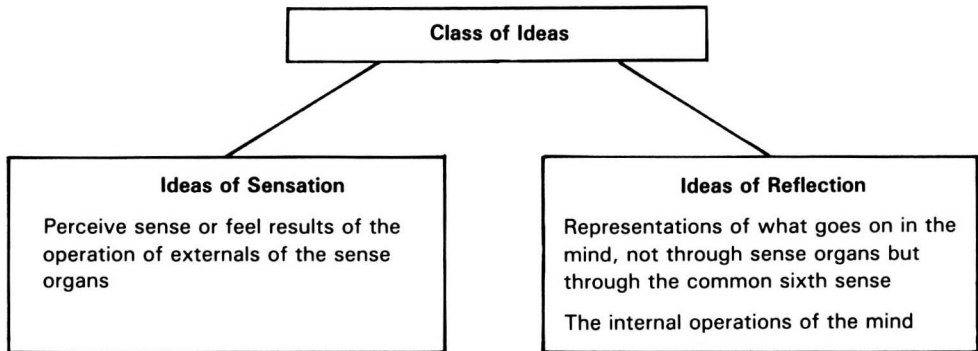 Class of Ideas
Ideas of Sensation
Perceive sense or feel results of the
operation of externals of the sense
organs
Ideas of Reflection
Representations of what goes on in the
mind, not through sense organs but
through the common sixth sense
The internal operations of the mind